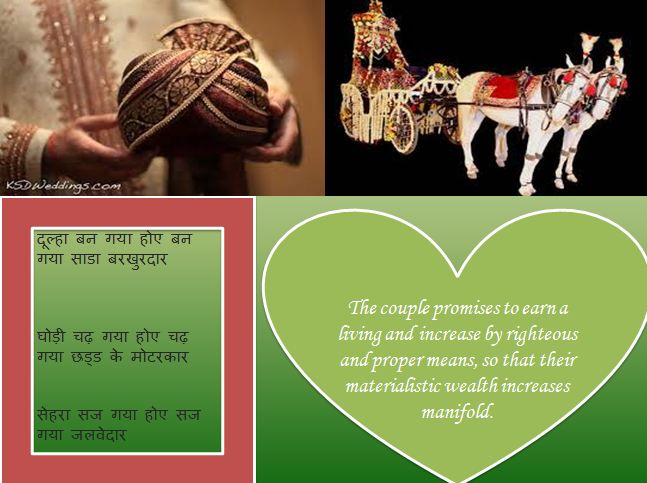 KSDWeddings.com
दूल्हा बन गया होए बन
गया साडा बरखुरदार
घोड़ी चढ़ गया होए चढ़
गया छड्ड के मोटरकार
सेहरा सज गया होए सज
गया जलवेदार
The couple promises to earn a
living and increase by righteous
and proper means, so that their
materialistic wealth increases
manifold.